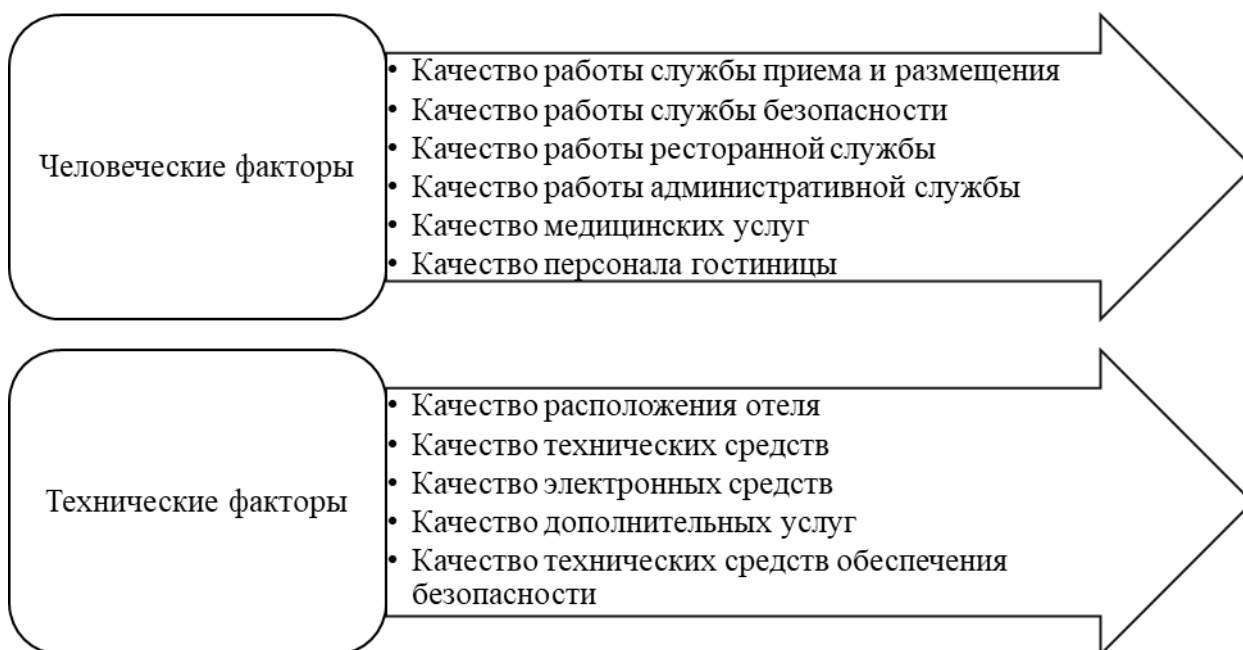 Человеческие факторы
• Качество работы службы приема и размещения
• Качество работы службы безопасности
• Качество работы ресторанной службы
• Качество работы административной службы
• Качество медицинских услуг
• Качество персонала гостиницы
Технические факторы
• Качество расположения отеля
• Качество технических средств
• Качество электронных средств
• Качество дополнительных услуг
• Качество технических средств обеспечения
безопасности